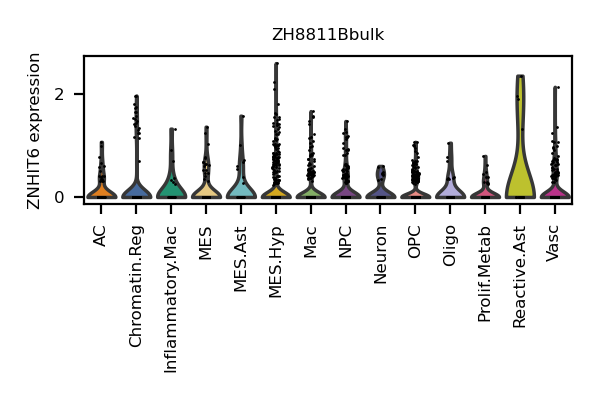 ZH8811Bbulk
ZNHIT6 expression
2
0
AC
Chromatin.Reg
Inflammatory.Mac
MES
MES.Ast
MES.Hyp
Mac
NPC
Neuron
OPC
Oligo
Prolif.Metab
Reactive.Ast
Vasc